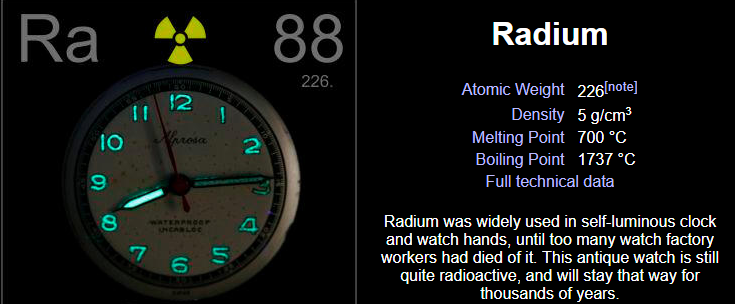 Ra
88
226.
12
1
2
3
4
5
6
7
8
9
10
11
Alprosa
WATERPROOF
INCABLOC
Radium
Atomic Weight 226[note]
Density 5 g/cm³
Melting Point 700 °C
Boiling Point 1737 °C
Full technical data
Radium was widely used in self-luminous clock
and watch hands, until too many watch factory
workers had died of it. This antique watch is still
quite radioactive, and will stay that way for
thousands of years.